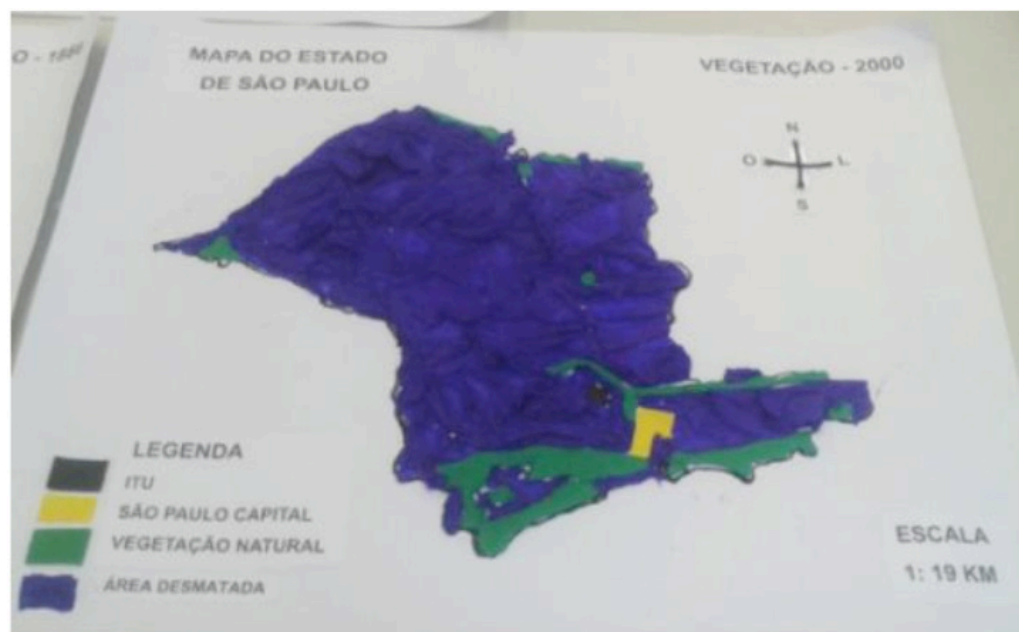 MAPA DO ESTADO
DE SÃO PAULO
VEGETAÇÃO - 2000
N
O
L
S
LEGENDA
ITU
SÃO PAULO CAPITAL
VEGETAÇÃO NATURAL
ÁREA DESMATADA
ESCALA
1: 19 KM